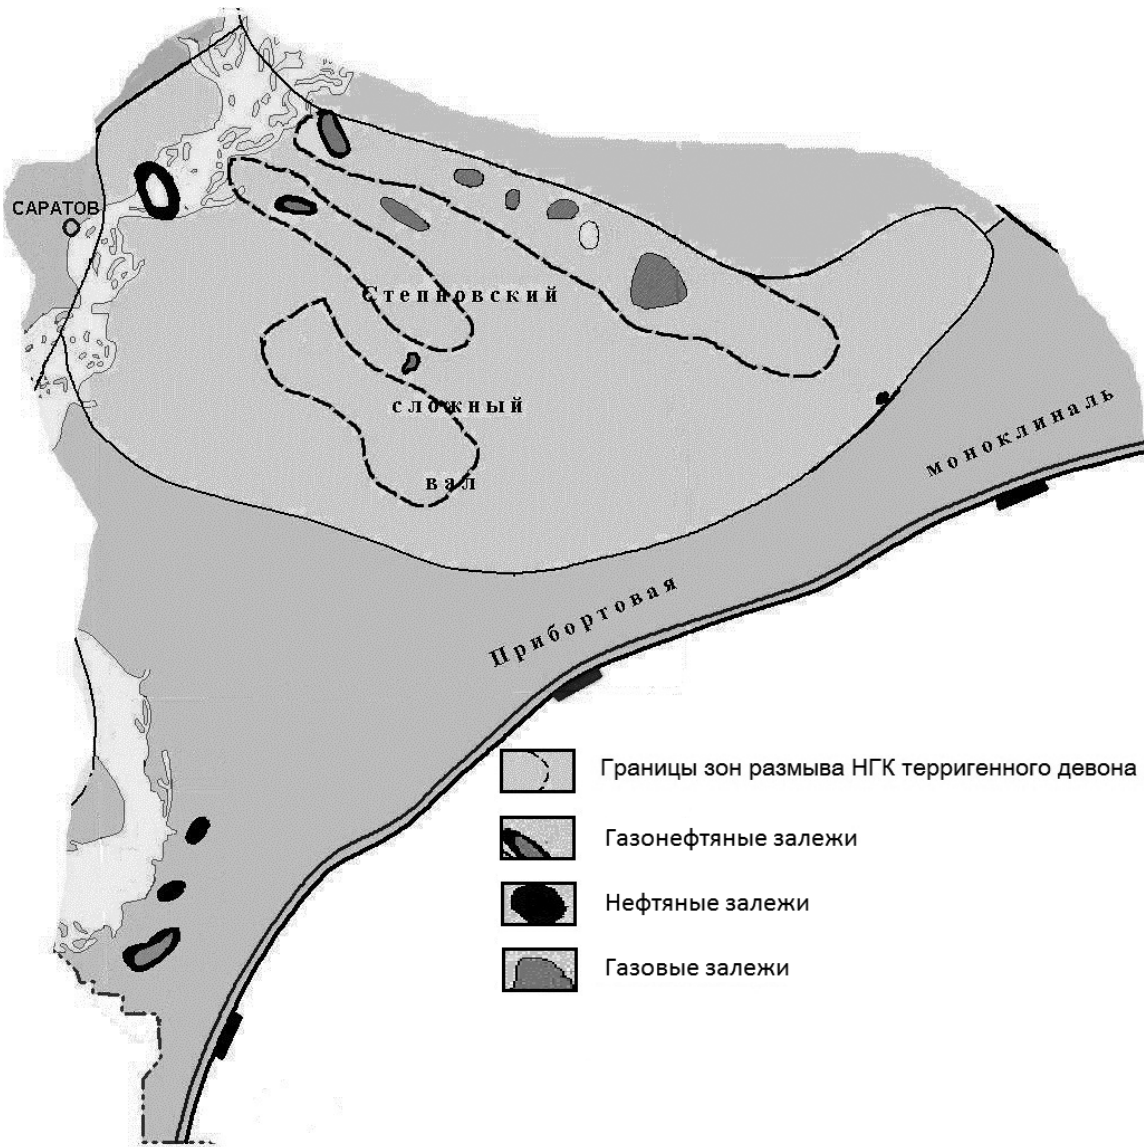 САРАТОВ
Степновский
сложный
вал
моноклиналь
Прибортовая
Границы зон размыва НГК терригенного девона
Газонефтяные залежи
Нефтяные залежи
Газовые залежи